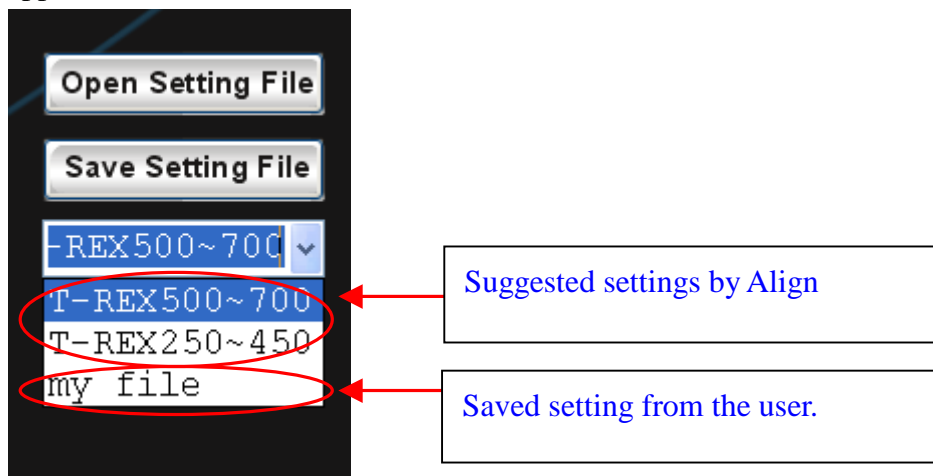 Open Setting File
Save Setting File
-REX500~700
T-REX500~700
T-REX250~450
my file
Suggested settings by Align
Saved setting from the user.